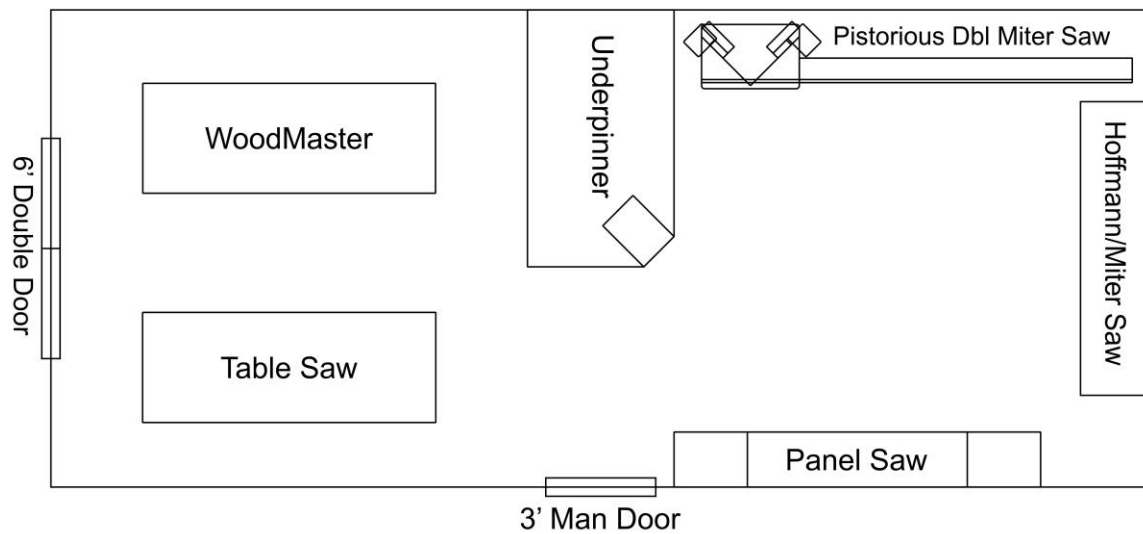 Pistorious Dbl Miter Saw
Underpinner
WoodMaster
Hoffmann/Miter Saw
6’ Double Door
Table Saw
Panel Saw
3’ Man Door